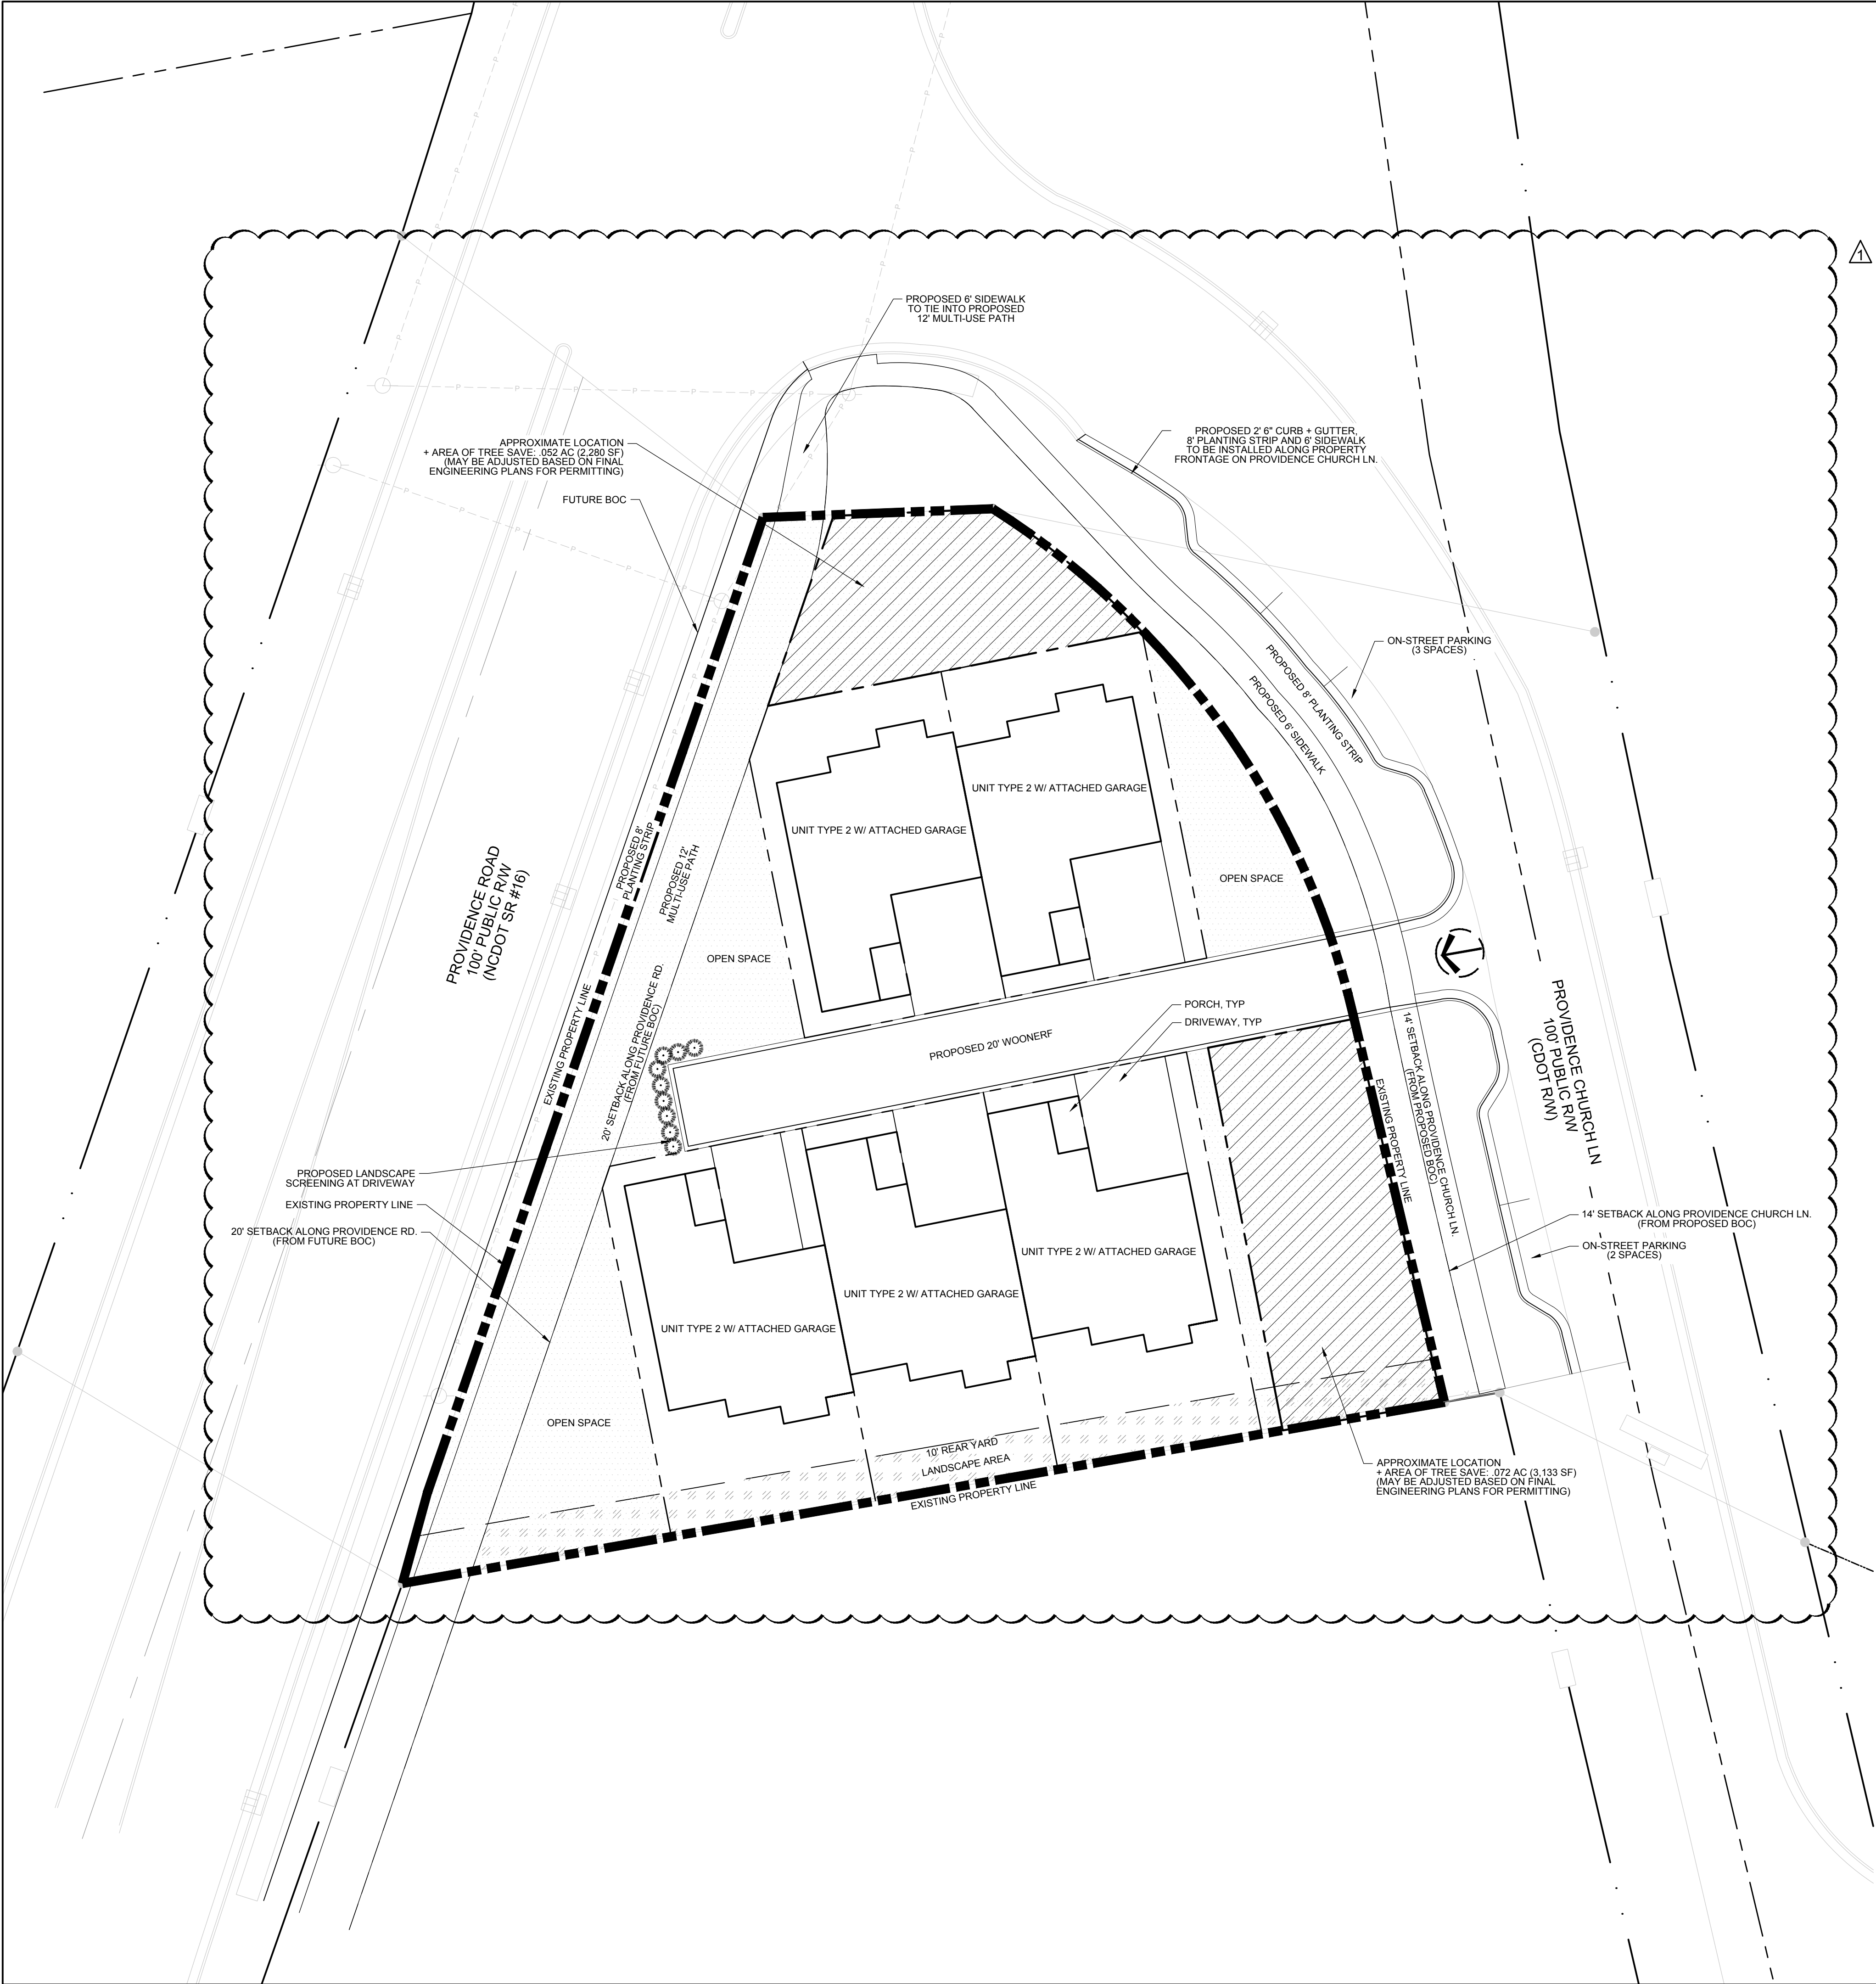 1
PROPOSED 6' SIDEWALK
TO TIE INTO PROPOSED
12' MULTI-USE PATH
PROPOSED 2' 6" CURB + GUTTER,
8' PLANTING STRIP AND 6' SIDEWALK
TO BE INSTALLED ALONG PROPERTY
FRONTAGE ON PROVIDENCE CHURCH LN.
APPROXIMATE LOCATION
+ AREA OF TREE SAVE: .052 AC (2,280 SF)
(MAY BE ADJUSTED BASED ON FINAL
ENGINEERING PLANS FOR PERMITTING)
FUTURE BOC
ON-STREET PARKING
(3 SPACES)
PROPOSED 8' PLANTING STRIP
PROPOSED 6' SIDEWALK
UNIT TYPE 2 W/ ATTACHED GARAGE
UNIT TYPE 2 W/ ATTACHED GARAGE
PROPOSED 8'
PLANTING STRIP
PROPOSED 12'
MULTI-USE PATH
PROVIDENCE ROAD
100' PUBLIC R/W
(NCDOT SR #16)
OPEN SPACE
OPEN SPACE
EXISTING PROPERTY LINE
20' SETBACK ALONG PROVIDENCE RD.
(FROM FUTURE BOC)
PORCH, TYP
DRIVEWAY, TYP
PROPOSED 20' WOONERF
14' SETBACK ALONG PROVIDENCE CHURCH LN.
(FROM PROPOSED BOC)
EXISTING PROPERTY LINE
PROVIDENCE CHURCH LN
100' PUBLIC R/W
(CDOT R/W)
PROPOSED LANDSCAPE
SCREENING AT DRIVEWAY
EXISTING PROPERTY LINE
20' SETBACK ALONG PROVIDENCE RD.
(FROM FUTURE BOC)
14' SETBACK ALONG PROVIDENCE CHURCH LN.
(FROM PROPOSED BOC)
ON-STREET PARKING
(2 SPACES)
UNIT TYPE 2 W/ ATTACHED GARAGE
UNIT TYPE 2 W/ ATTACHED GARAGE
UNIT TYPE 2 W/ ATTACHED GARAGE
OPEN SPACE
10' REAR YARD
LANDSCAPE AREA
EXISTING PROPERTY LINE
APPROXIMATE LOCATION
+ AREA OF TREE SAVE: .072 AC (3,133 SF)
(MAY BE ADJUSTED BASED ON FINAL
ENGINEERING PLANS FOR PERMITTING)